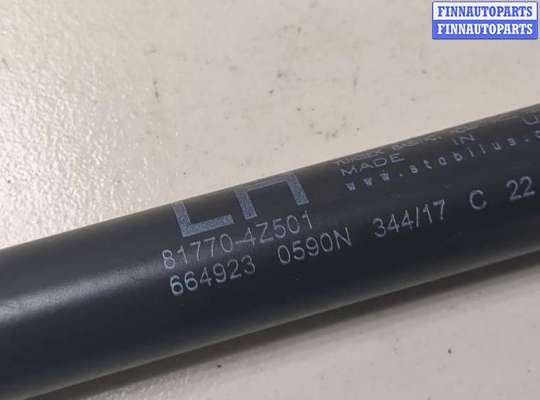 FINNAUTOPARTS
FINNAUTOPARTS
MADE IN U
www.stabilus.
LH
81770-4Z501
664923 0590N 344/17 C 22